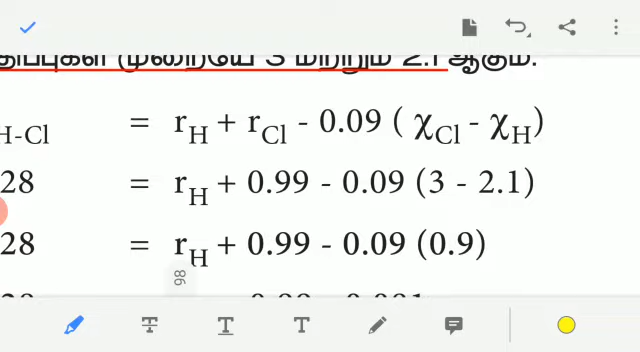 முறையே 3 மற்றும் 2.1 ஆகும்.
H-Cl = rH + rCl - 0.09 ( χCl - χH)
28 = rH + 0.99 - 0.09 (3 - 2.1)
28 = rH + 0.99 - 0.09 (0.9)
98